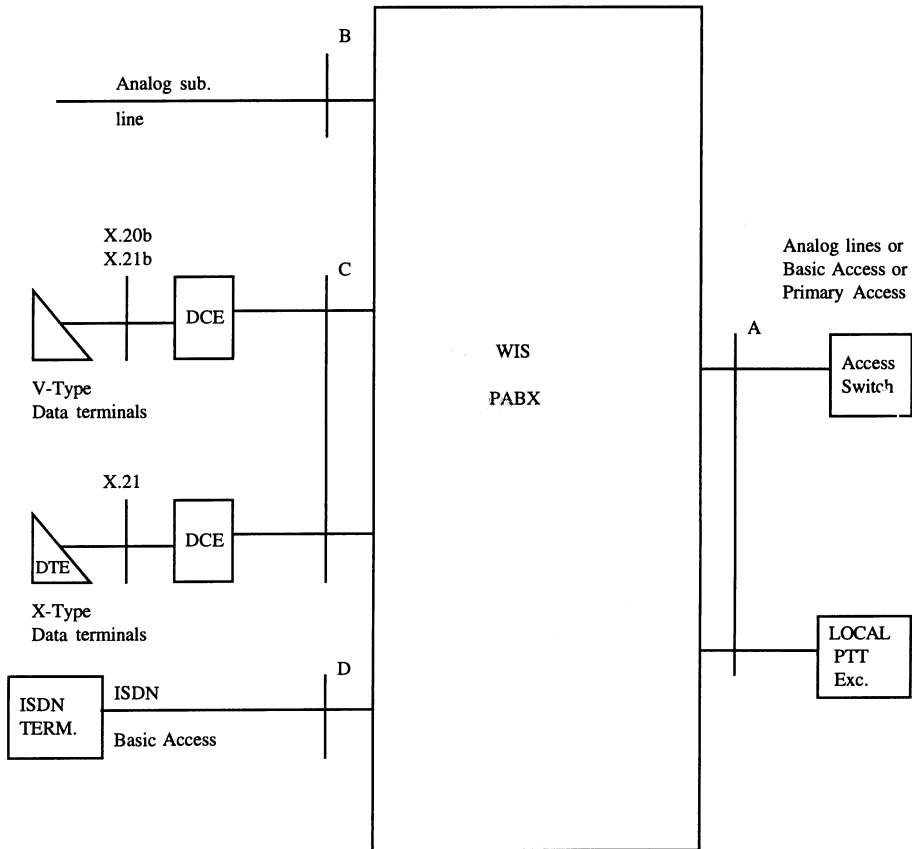 B
Analog sub.
line
X.20b
X.21b
C
DCE
V-Type
Data terminals
X.21
DCE
DTE
X-Type
Data terminals
D
ISDN
TERM.
ISDN
Basic Access
WIS
PABX
Analog lines or
Basic Access or
Primary Access
A
Access
Switch
LOCAL
PTT
Exc.